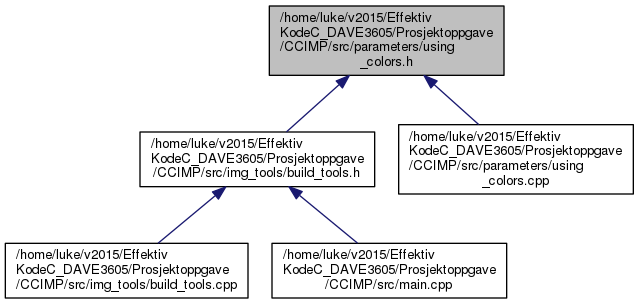 /home/luke/v2015/Effektiv
KodeC_DAVE3605/Prosjektoppgave
/CCIMP/src/parameters/using
_colors.h
/home/luke/v2015/Effektiv
KodeC_DAVE3605/Prosjektoppgave
/CCIMP/src/img_tools/build_tools.h
/home/luke/v2015/Effektiv
KodeC_DAVE3605/Prosjektoppgave
/CCIMP/src/parameters/using
_colors.cpp
/home/luke/v2015/Effektiv
KodeC_DAVE3605/Prosjektoppgave
/CCIMP/src/img_tools/build_tools.cpp
/home/luke/v2015/Effektiv
KodeC_DAVE3605/Prosjektoppgave
/CCIMP/src/main.cpp